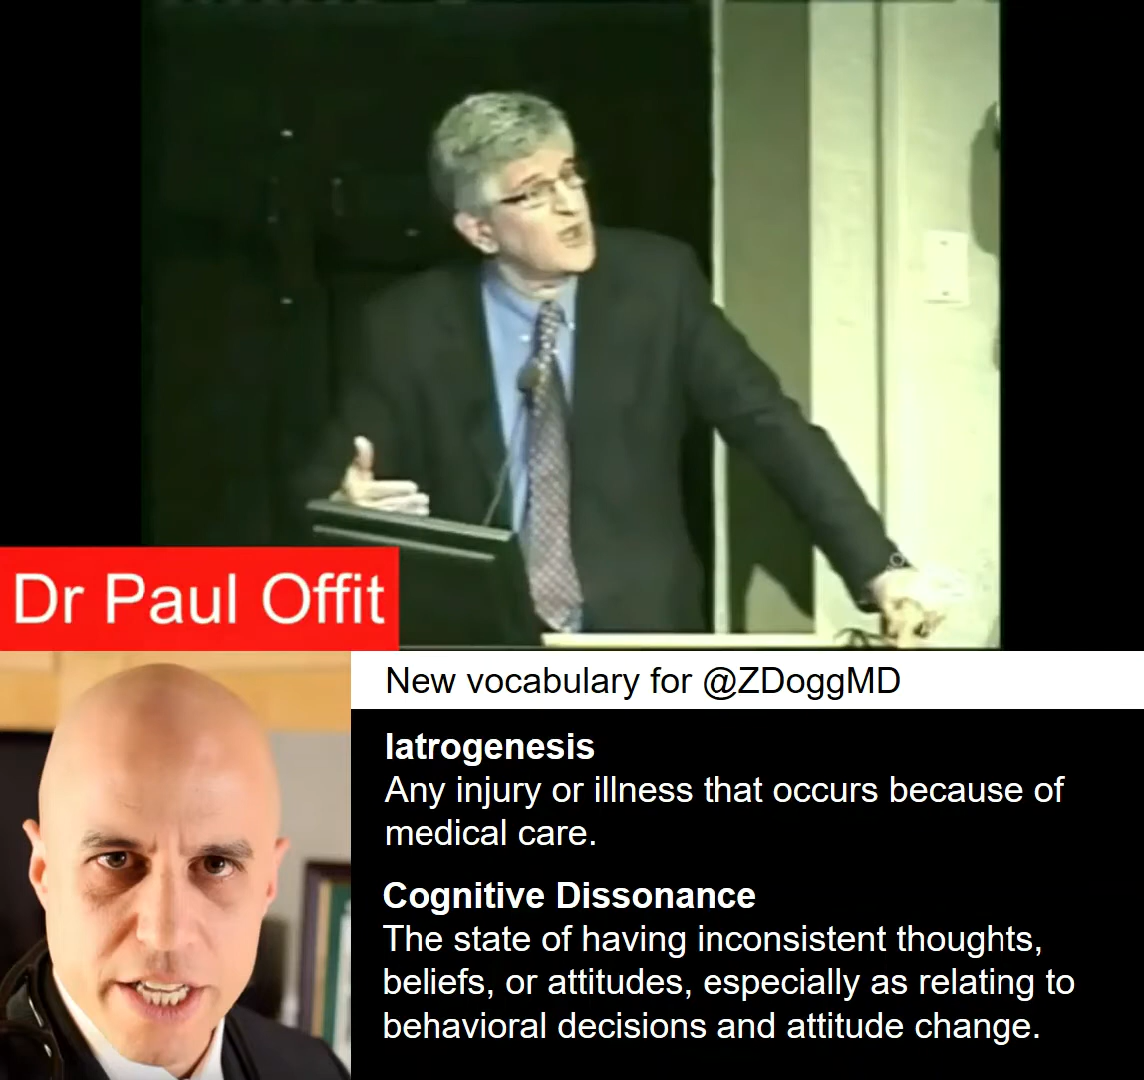 Dr Paul Offit
New vocabulary for @ZDoggMD
Iatrogenesis
Any injury or illness that occurs because of
medical care.
Cognitive Dissonance
The state of having inconsistent thoughts,
beliefs, or attitudes, especially as relating to
behavioral decisions and attitude change.